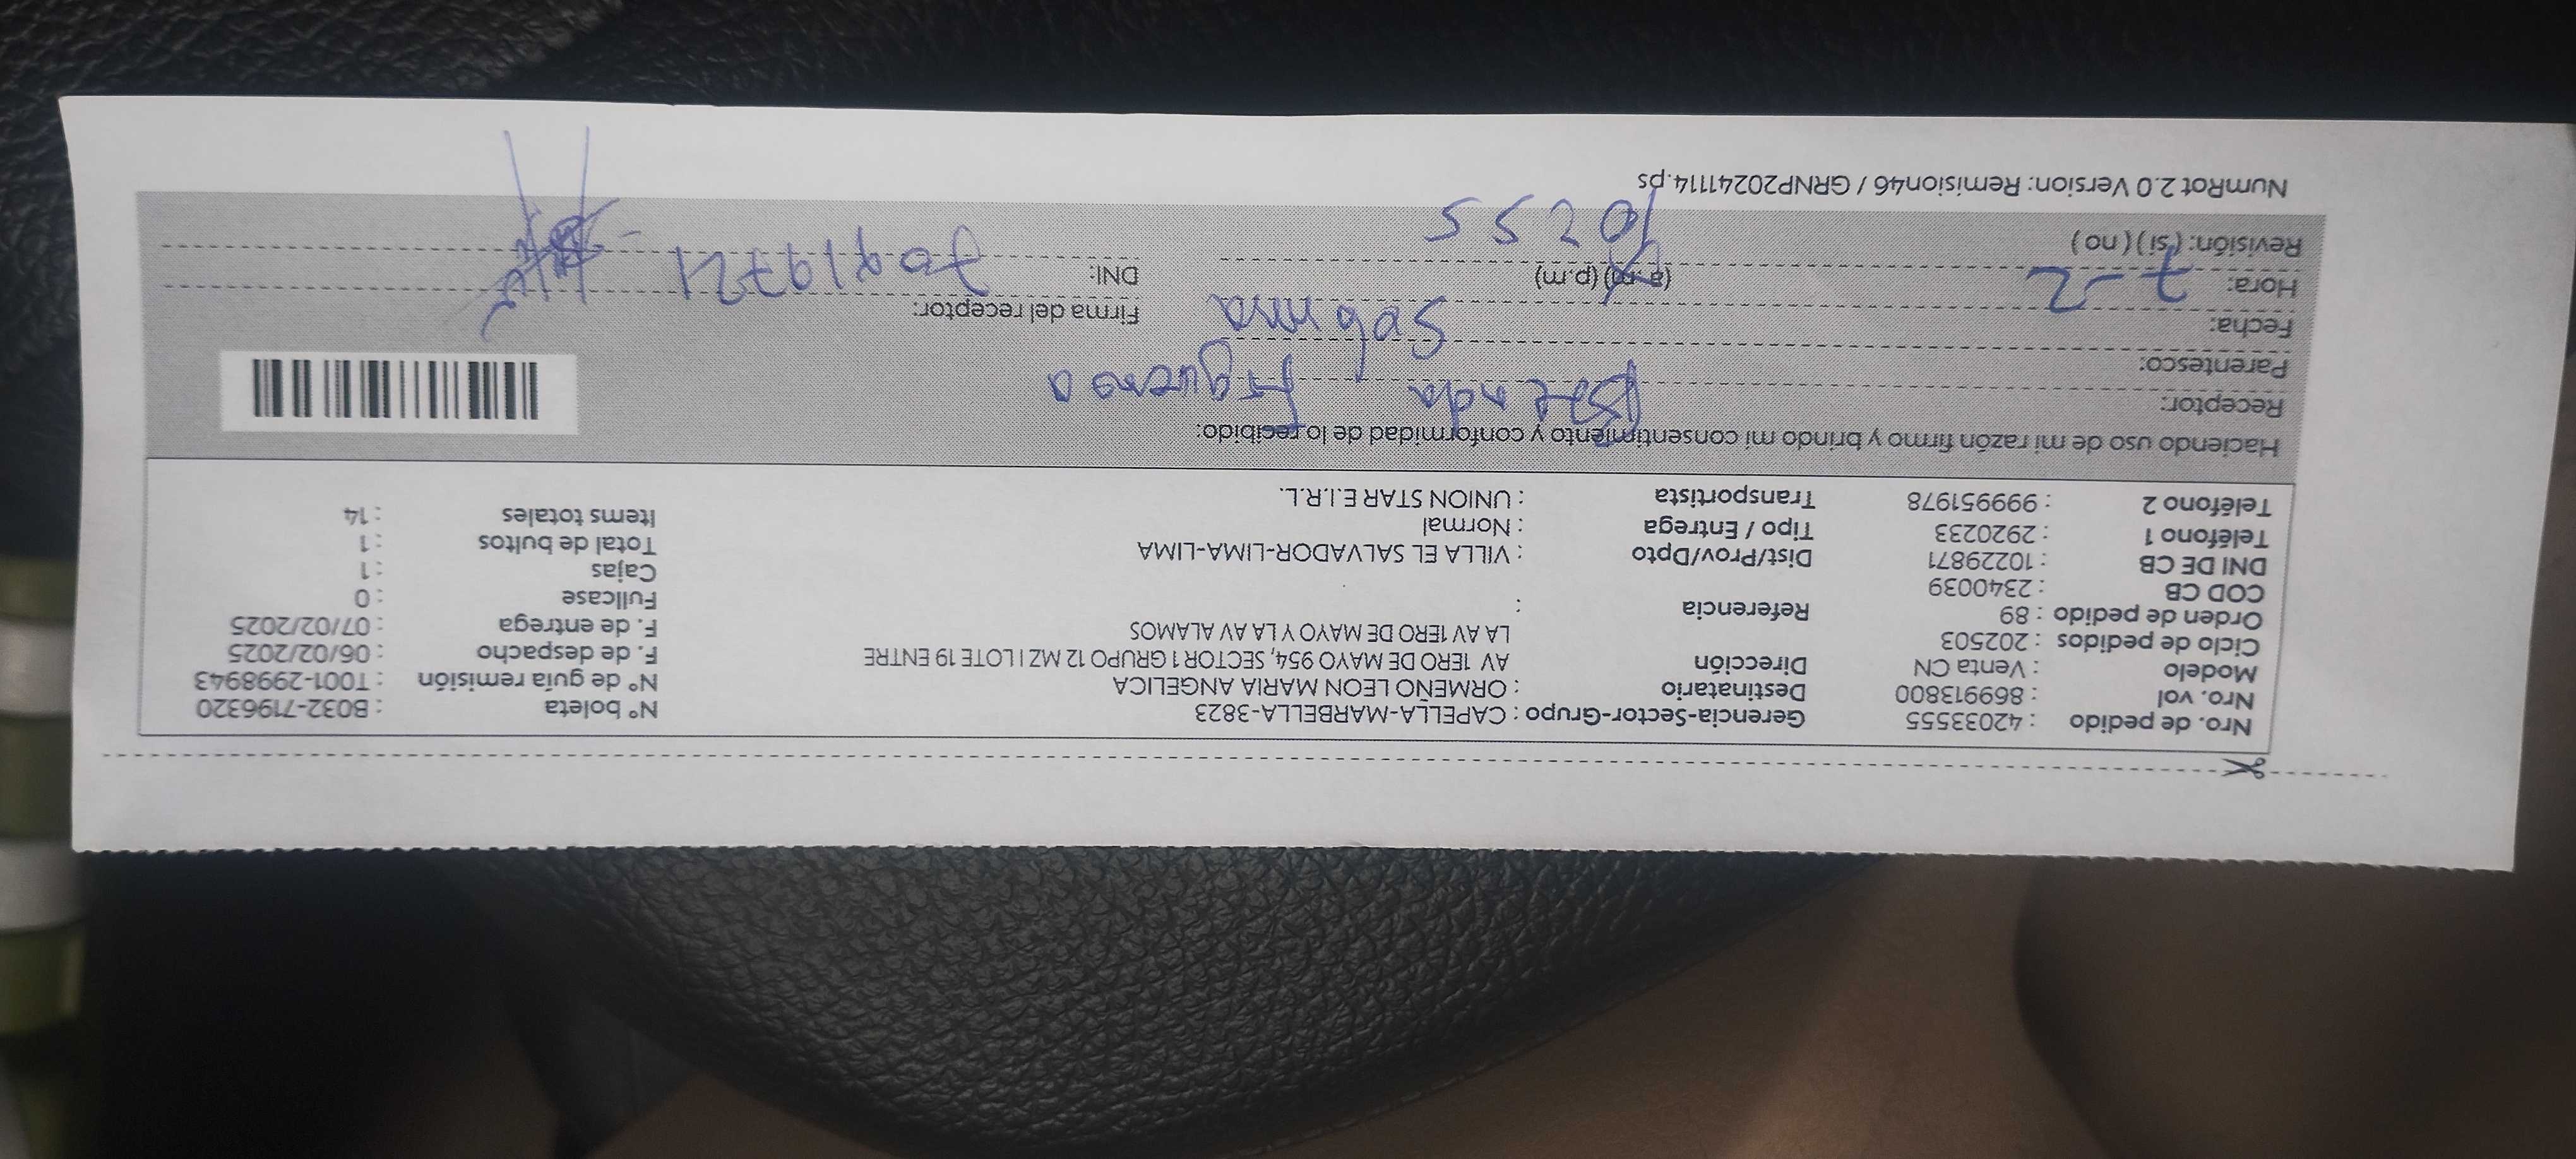 Nro. de pedido : 42033555 Gerencia-Sector-Grupo : CAPELLA-MARBELLA-3823 Nº boleta : B032-7196320
Nro. vol : 869913800 Destinatario : ORMEÑO LEON MARIA ANGELICA Nº de guía remisión : T001-2998943
Modelo : Venta CN Dirección AV 1ERO DE MAYO 954, SECTOR 1 GRUPO 12 MZ I LOTE 19 ENTRE F. de despacho : 06/02/2025
Ciclo de pedidos : 202503 LA AV 1ERO DE MAYO Y LA AV ALAMOS F. de entrega : 07/02/2025
Orden de pedido : 89 Referencia : Fullcase : 0
COD CB : 2340039 Cajas : 1
DNI DE CB : 10229871 Dist/Prov/Dpto : VILLA EL SALVADOR-LIMA-LIMA Total de bultos : 1
Teléfono 1 : 2920233 Tipo / Entrega : Normal Items totales : 14
Teléfono 2 : 999951978 Transportista : UNION STAR E.I.R.L.
Haciendo uso de mi razón firmo y brindo mi consentimiento y conformidad de lo recibido:
Receptor: Brenda Figueroa
Parentesco: Sobrina
Fecha: 7-2 Firma del receptor:
Hora: (a.m) (p.m) DNI:
Revisión: (si) (no)
NumRot 2.0 Version: Remision46 / GRNP20241114.ps